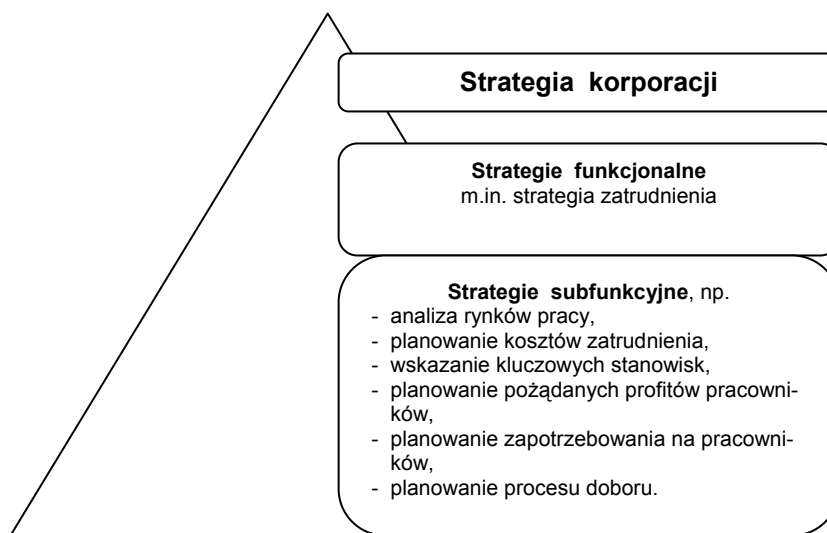 Strategia korporacji
Strategie funkcjonalne
m.in. strategia zatrudnienia
Strategie subfunkcyjne, np.
- analiza rynków pracy,
- planowanie kosztów zatrudnienia,
- wskazanie kluczowych stanowisk,
- planowanie pożądanych profitów pracowni-
ków,
- planowanie zapotrzebowania na pracowni-
ków,
- planowanie procesu doboru.